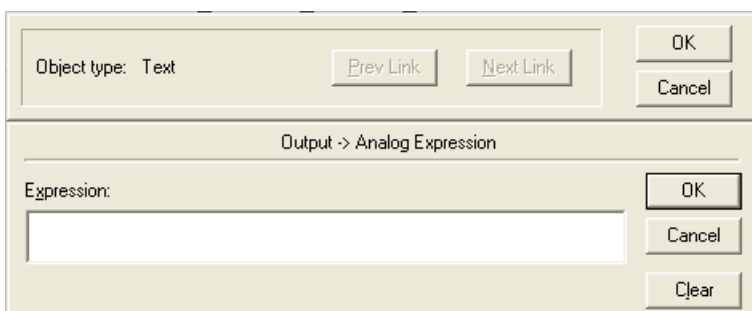 OK
Object type: Text Prev Link Next Link
Cancel
Output -> Analog Expression
Expression:
OK
Cancel
Clear